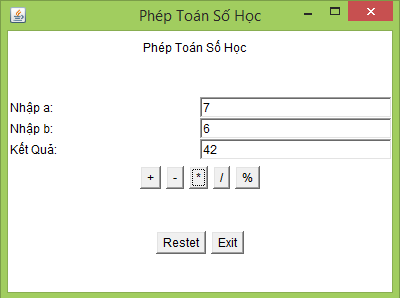 Phép Toán Số Học
Phép Toán Số Học
Nhập a: 7
Nhập b: 6
Kết Quả: 42
+ - * / %
Restet Exit